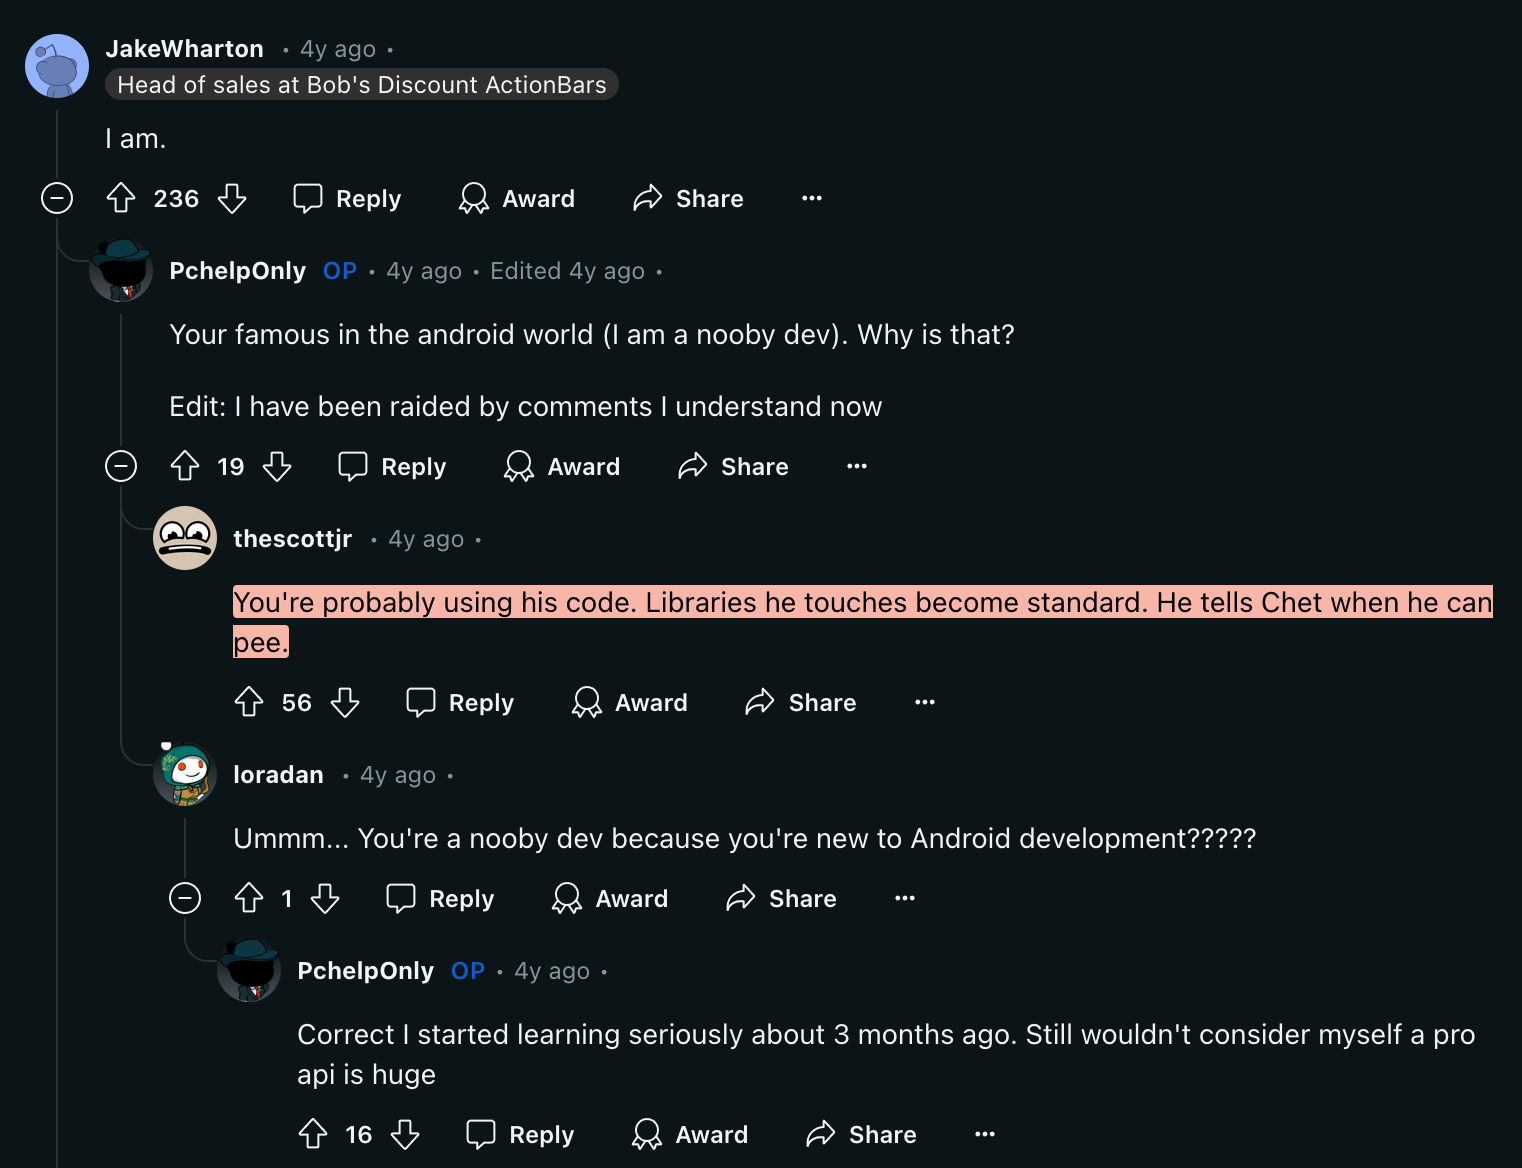 JakeWharton • 4y ago •
Head of sales at Bob's Discount ActionBars
I am.
236 Reply Award Share ...
PchelpOnly OP • 4y ago • Edited 4y ago •
Your famous in the android world (I am a nooby dev). Why is that?
Edit: I have been raided by comments I understand now
19 Reply Award Share ...
thescottjr • 4y ago •
You're probably using his code. Libraries he touches become standard. He tells Chet when he can
pee.
56 Reply Award Share ...
loradan • 4y ago •
Ummm... You're a nooby dev because you're new to Android development?????
1 Reply Award Share ...
PchelpOnly OP • 4y ago •
Correct I started learning seriously about 3 months ago. Still wouldn't consider myself a pro
api is huge
16 Reply Award Share ...